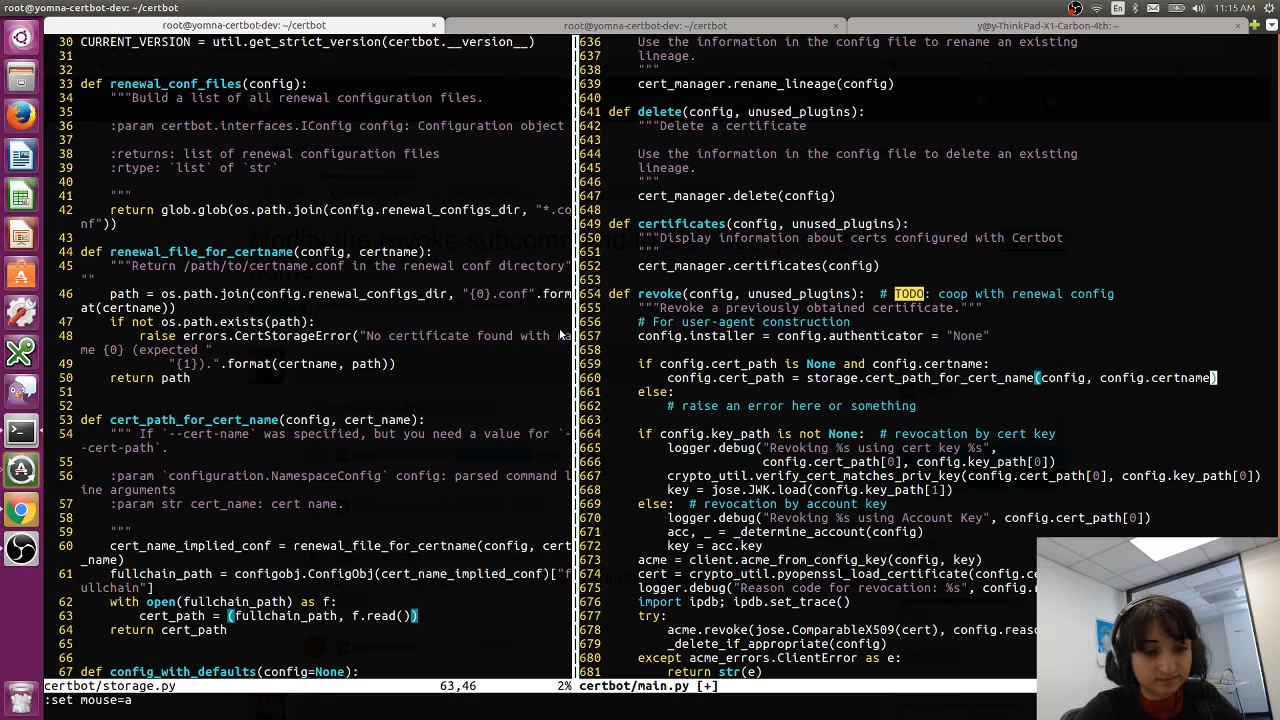 root@yomna-certbot-dev: ~/certbot
En
11:15 AM
root@yomna-certbot-dev: ~/certbot × root@yomna-certbot-dev: ~/certbot × y@y-ThinkPad-X1-Carbon-4th: ~ ×
30 CURRENT_VERSION = util.get_strict_version(certbot.__version__)
31
32
33 def renewal_conf_files(config):
34     """Build a list of all renewal configuration files.
35
36     :param certbot.interfaces.IConfig config: Configuration object
37
38     :returns: list of renewal configuration files
39     :rtype: `list` of `str`
40
41     """
42     return glob.glob(os.path.join(config.renewal_configs_dir, "*.co
nf"))
43
44 def renewal_file_for_certname(config, certname):
45     """Return /path/to/certname.conf in the renewal conf directory"
""
46     path = os.path.join(config.renewal_configs_dir, "{0}.conf".form
at(certname))
47     if not os.path.exists(path):
48         raise errors.CertStorageError("No certificate found with na
me {0} (expected "
49             "{1}).".format(certname, path))
50     return path
51
52
53 def cert_path_for_cert_name(config, cert_name):
54     """ If `--cert-name` was specified, but you need a value for `-
-cert-path`.
55
56     :param `configuration.NamespaceConfig` config: parsed command l
ine arguments
57     :param str cert_name: cert name.
58
59     """
60     cert_name_implied_conf = renewal_file_for_certname(config, cert
_name)
61     fullchain_path = configobj.ConfigObj(cert_name_implied_conf)["f
ullchain"]
62     with open(fullchain_path) as f:
63         cert_path = (fullchain_path, f.read())
64     return cert_path
65
66
67 def config_with_defaults(config=None):
certbot/storage.py 63,46 2%
:set mouse=a
636     Use the information in the config file to rename an existing
637     lineage.
638     """
639     cert_manager.rename_lineage(config)
640
641 def delete(config, unused_plugins):
642     """Delete a certificate
643
644     Use the information in the config file to delete an existing
645     lineage.
646     """
647     cert_manager.delete(config)
648
649 def certificates(config, unused_plugins):
650     """Display information about certs configured with Certbot
651     """
652     cert_manager.certificates(config)
653
654 def revoke(config, unused_plugins):  # TODO: coop with renewal config
655     """Revoke a previously obtained certificate."""
656     # For user-agent construction
657     config.installer = config.authenticator = "None"
658
659     if config.cert_path is None and config.certname:
660         config.cert_path = storage.cert_path_for_cert_name(config, config.certname)
661     else:
662         # raise an error here or something
663
664     if config.key_path is not None:  # revocation by cert key
665         logger.debug("Revoking %s using cert key %s",
666                      config.cert_path[0], config.key_path[0])
667         crypto_util.verify_cert_matches_priv_key(config.cert_path[0], config.key_path[0])
668         key = jose.JWK.load(config.key_path[1])
669     else:  # revocation by account key
670         logger.debug("Revoking %s using Account Key", config.cert_path[0])
671         acc, _ = _determine_account(config)
672         key = acc.key
673     acme = client.acme_from_config_key(config, key)
674     cert = crypto_util.pyopenssl_load_certificate(config.ce
675     logger.debug("Reason code for revocation: %s", config.
676     import ipdb; ipdb.set_trace()
677     try:
678         acme.revoke(jose.ComparableX509(cert), config.reaso
679         _delete_if_appropriate(config)
680     except acme_errors.ClientError as e:
681         return str(e)
certbot/main.py [+]